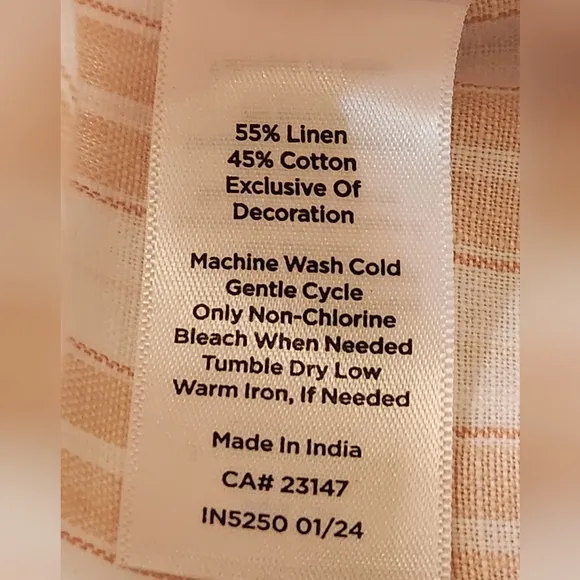 55% Linen
45% Cotton
Exclusive Of
Decoration
Machine Wash Cold
Gentle Cycle
Only Non-Chlorine
Bleach When Needed
Tumble Dry Low
Warm Iron, If Needed
Made In India
CA# 23147
IN5250 01/24